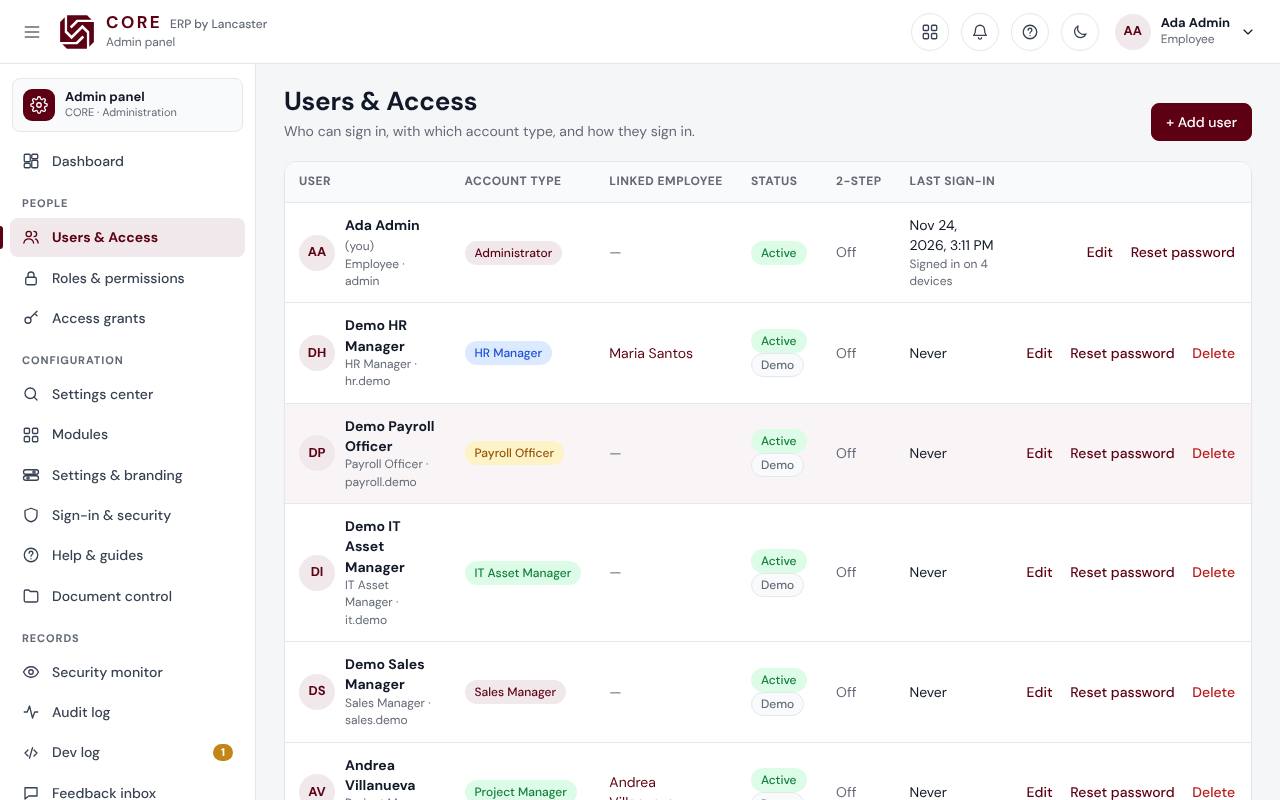 CORE ERP by Lancaster
Admin panel
AA
Ada Admin
Employee
Admin panel
CORE · Administration
Dashboard
PEOPLE
Users & Access
Roles & permissions
Access grants
CONFIGURATION
Settings center
Modules
Settings & branding
Sign-in & security
Help & guides
Document control
RECORDS
Security monitor
Audit log
Dev log 1
Feedback inbox
Users & Access
Who can sign in, with which account type, and how they sign in.
+ Add user
USER ACCOUNT TYPE LINKED EMPLOYEE STATUS 2-STEP LAST SIGN-IN
AA
Ada Admin
(you)
Employee ·
admin
Administrator
—
Active
Off
Nov 24,
2026, 3:11 PM
Signed in on 4
devices
Edit Reset password
DH
Demo HR
Manager
HR Manager ·
hr.demo
HR Manager
Maria Santos
Active
Demo
Off
Never
Edit Reset password Delete
DP
Demo Payroll
Officer
Payroll Officer ·
payroll.demo
Payroll Officer
—
Active
Demo
Off
Never
Edit Reset password Delete
DI
Demo IT
Asset
Manager
IT Asset
Manager ·
it.demo
IT Asset Manager
—
Active
Demo
Off
Never
Edit Reset password Delete
DS
Demo Sales
Manager
Sales Manager ·
sales.demo
Sales Manager
—
Active
Demo
Off
Never
Edit Reset password Delete
AV
Andrea
Villanueva
Project Manager
Andrea
Active
Off
Never
Edit Reset password Delete